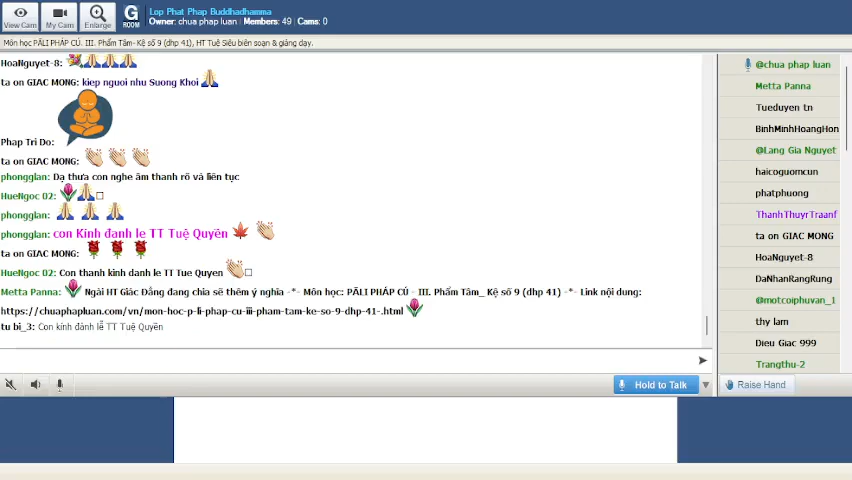 View Cam
My Cam
Enlarge
G
ROOM
Lop Phat Phap Buddhadhamma
Owner: chua phap luan Members: 49 Cams: 0
Môn học PĀLI PHÁP CÚ. III. Phẩm Tâm- Kệ số 9 (dhp 41), HT Tuệ Siêu biên soạn & giảng dạy.
HoaNguyet-8:
ta on GIAC MONG: kiep nguoi nhu Suong Khoi
Phap Tri Do:
ta on GIAC MONG:
phongglan: Dạ thưa con nghe âm thanh rõ và liên tục
HueNgoc 02:
phongglan:
phongglan: con Kính đanh le TT Tuệ Quyền
ta on GIAC MONG:
HueNgoc 02: Con thanh kinh danh le TT Tue Quyen
Metta Panna: Ngài HT Giác Đẳng đang chia sẽ thêm ý nghĩa -*- Môn học: PĀLI PHÁP CÚ - III. Phẩm Tâm_ Kệ số 9 (dhp 41) -*- Link nội dung:
https://chuaphapluan.com/vn/mon-hoc-p-li-phap-cu-iii-pham-tam-ke-so-9-dhp-41-.html
tu bi_3: Con kính đảnh lễ TT Tuệ Quyền
Hold to Talk
@chua phap luan
Metta Panna
Tueduyen tn
BinhMinhHoangHon
@Lang Gia Nguyet
haicoguomcun
phatphuong
ThanhThuyrTraanf
ta on GIAC MONG
HoaNguyet-8
DaNhanRangRung
@motcoiphuvan_1
thy lam
Dieu Giac 999
Trangthu-2
Raise Hand